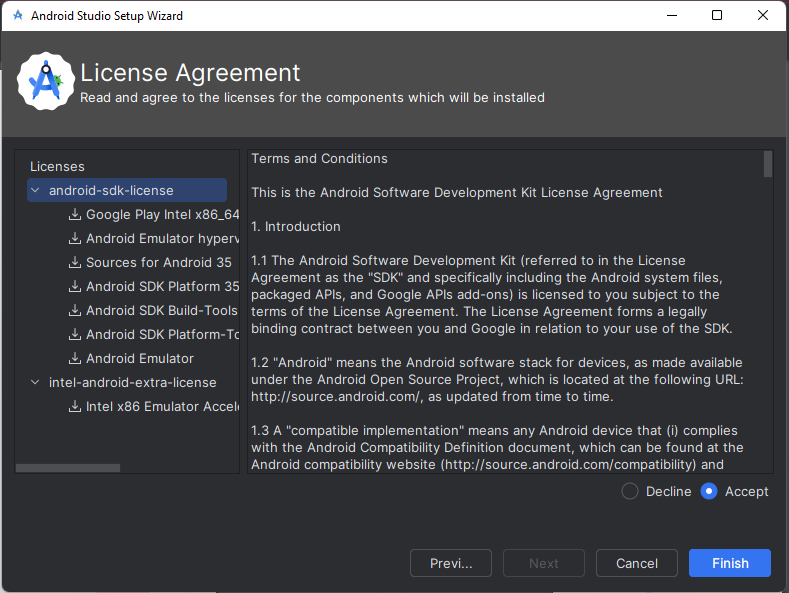 Android Studio Setup Wizard
License Agreement
Read and agree to the licenses for the components which will be installed
Licenses
android-sdk-license
Google Play Intel x86_64
Android Emulator hyperv
Sources for Android 35
Android SDK Platform 35
Android SDK Build-Tools
Android SDK Platform-To
Android Emulator
intel-android-extra-license
Intel x86 Emulator Accele
Terms and Conditions
This is the Android Software Development Kit License Agreement
1. Introduction
1.1 The Android Software Development Kit (referred to in the License
Agreement as the "SDK" and specifically including the Android system files,
packaged APIs, and Google APIs add-ons) is licensed to you subject to the
terms of the License Agreement. The License Agreement forms a legally
binding contract between you and Google in relation to your use of the SDK.
1.2 "Android" means the Android software stack for devices, as made available
under the Android Open Source Project, which is located at the following URL:
http://source.android.com/, as updated from time to time.
1.3 A "compatible implementation" means any Android device that (i) complies
with the Android Compatibility Definition document, which can be found at the
Android compatibility website (http://source.android.com/compatibility) and
Decline
Accept
Previ...
Next
Cancel
Finish